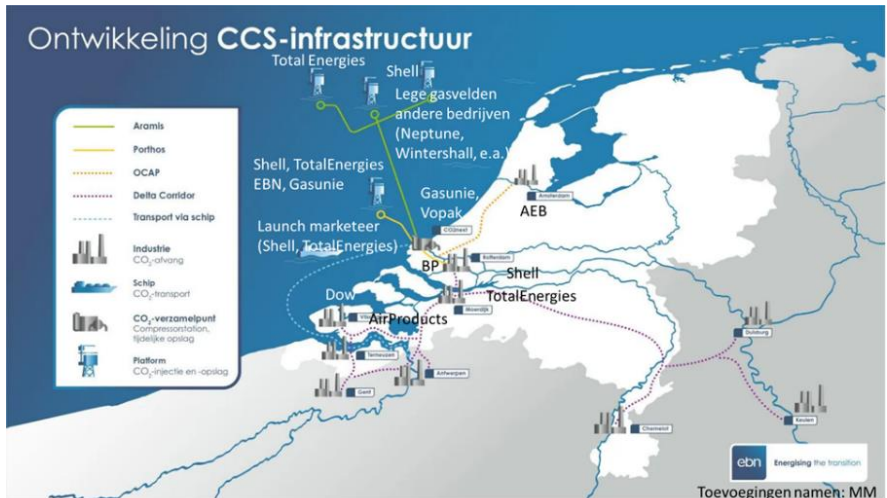 Ontwikkeling CCS-infrastructuur
Total Energies
Shell
Lege gasvelden
andere bedrijven
(Neptune,
Wintershall, e.a.)
Aramis
Porthos
OCAP
Delta Corridor
Transport via schip
Industrie
CO₂-afvang
Schip
CO₂-transport
CO₂-verzamelpunt
Compressorstation,
tijdelijke opslag
Platform
CO₂-injectie en -opslag
Shell, TotalEnergies
EBN, Gasunie
Gasunie,
Vopak
Launch marketeer
(Shell, TotalEnergies)
Amsterdam
AEB
CO₂next
BP
Rotterdam
Shell
TotalEnergies
Moerdijk
Dow
AirProducts
Terneuzen
Gent
Antwerpen
Chemelot
Duisburg
Keulen
ebn
Energising the transition
Toevoegingen namen: MM